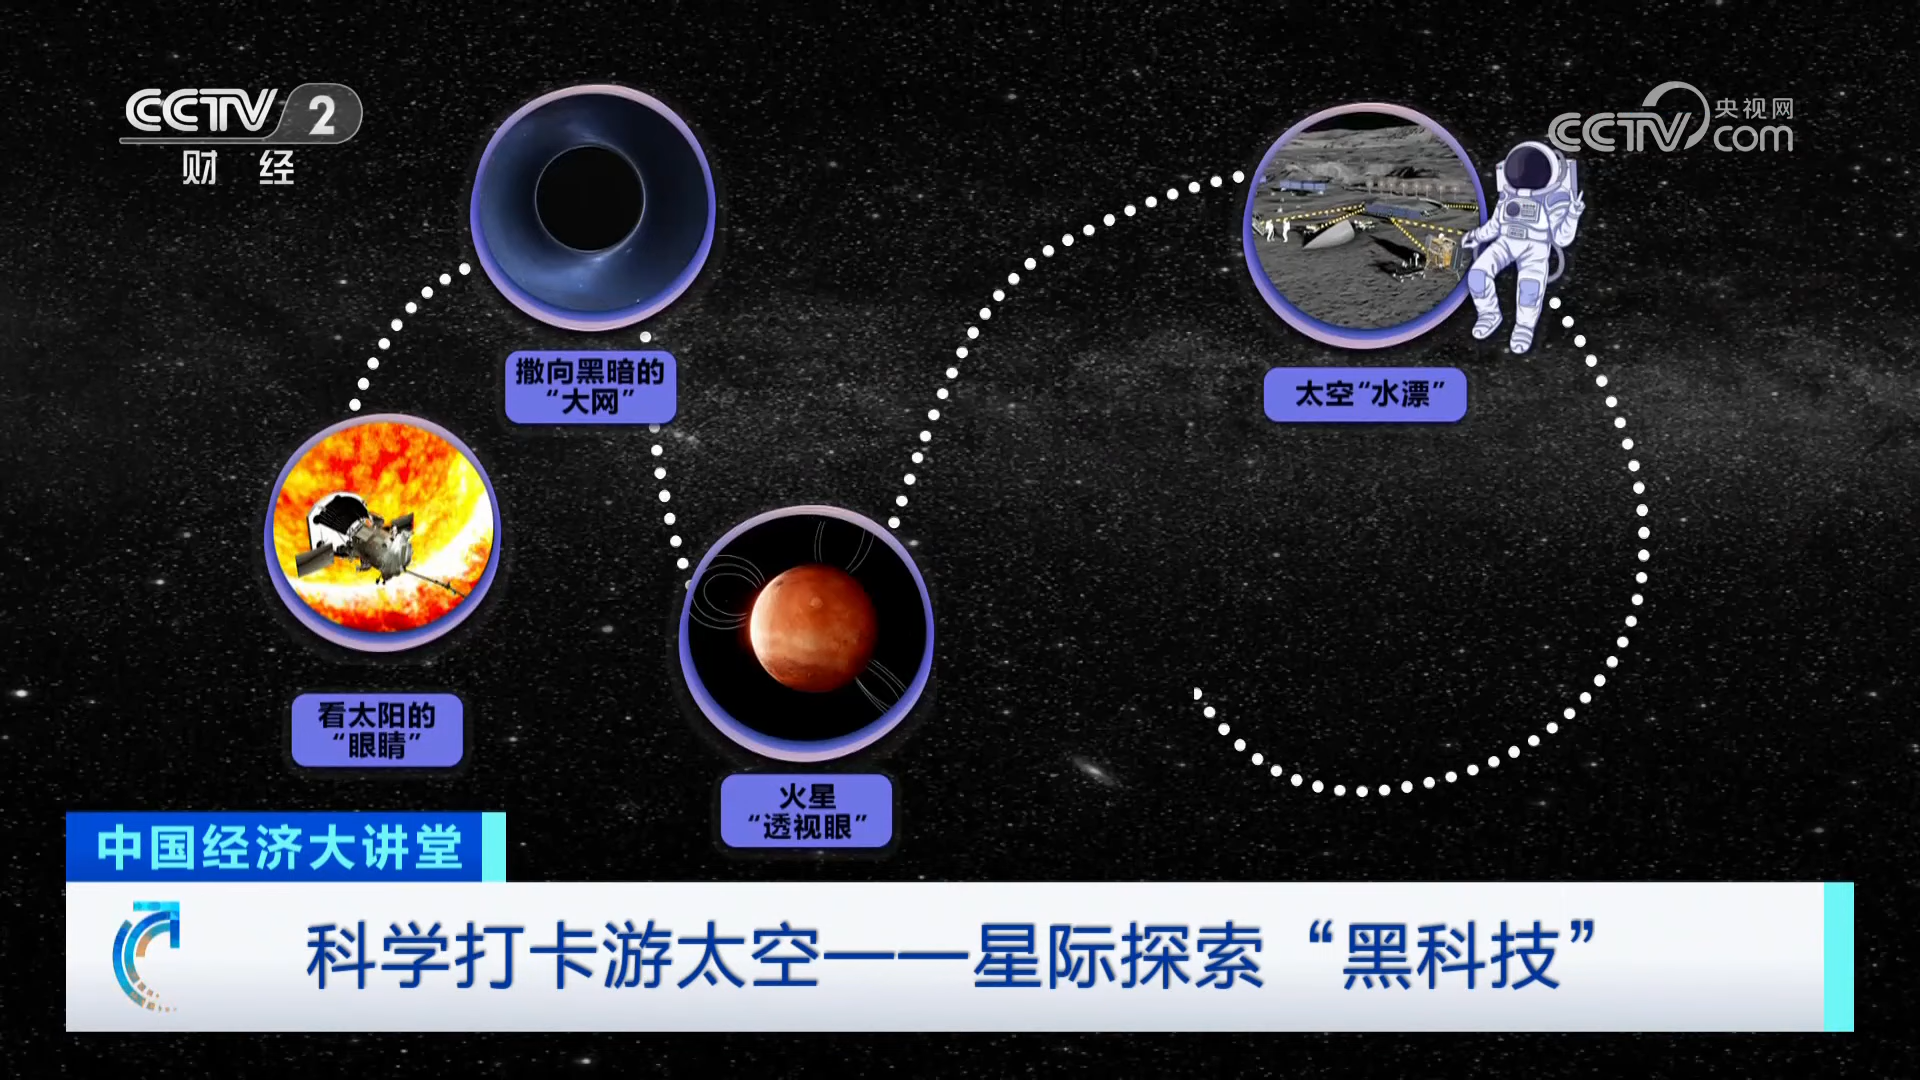 CCTV 2
财 经
央视网
CCTV com
撒向黑暗的
“大网”
太空“水漂”
看太阳的
“眼睛”
火星
“透视眼”
中国经济大讲堂
科学打卡游太空——星际探索“黑科技”